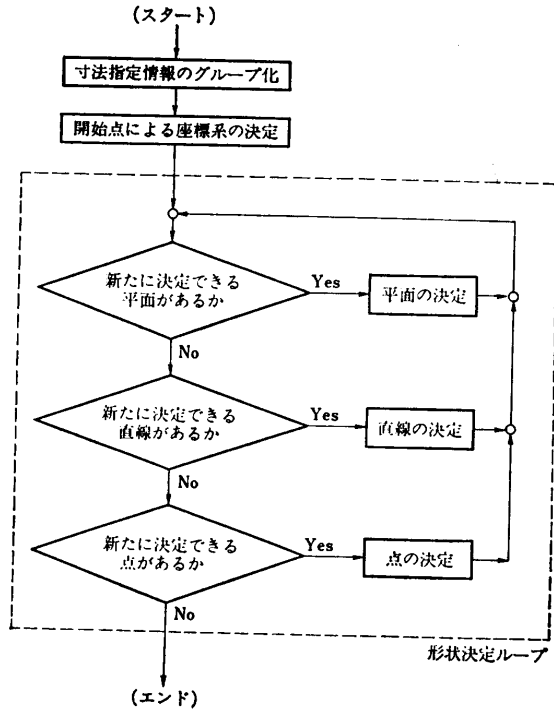 (スタート)
寸法指定情報のグループ化
開始点による座標系の決定
新たに決定できる
平面があるか
Yes
平面の決定
No
新たに決定できる
直線があるか
Yes
直線の決定
No
新たに決定できる
点があるか
Yes
点の決定
No
形状決定ループ
(エンド)